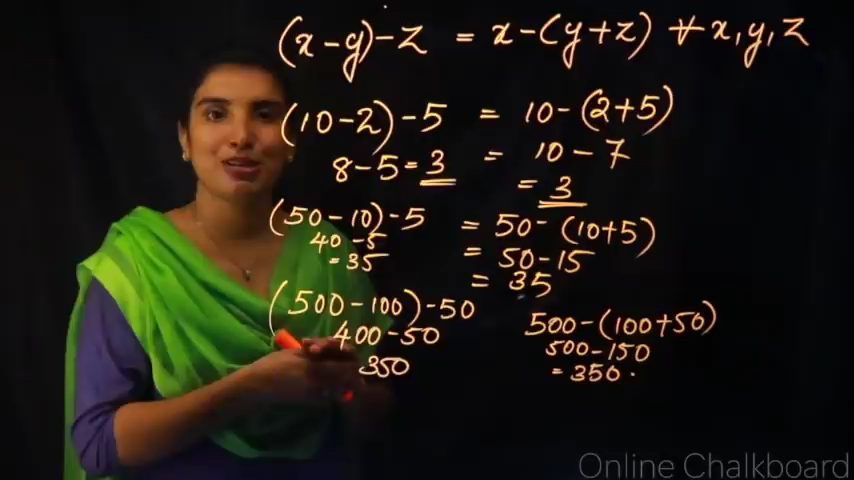 (x-y)-z = x-(y+z) ∀ x,y,z
(10-2)-5 = 10-(2+5)
8-5=3 = 10-7
= 3
(50-10)-5 = 50-(10+5)
40-5 = 50-15
=35 = 35
(500-100)-50 500-(100+50)
400-50 500-150
350 =350.
Online Chalkboard